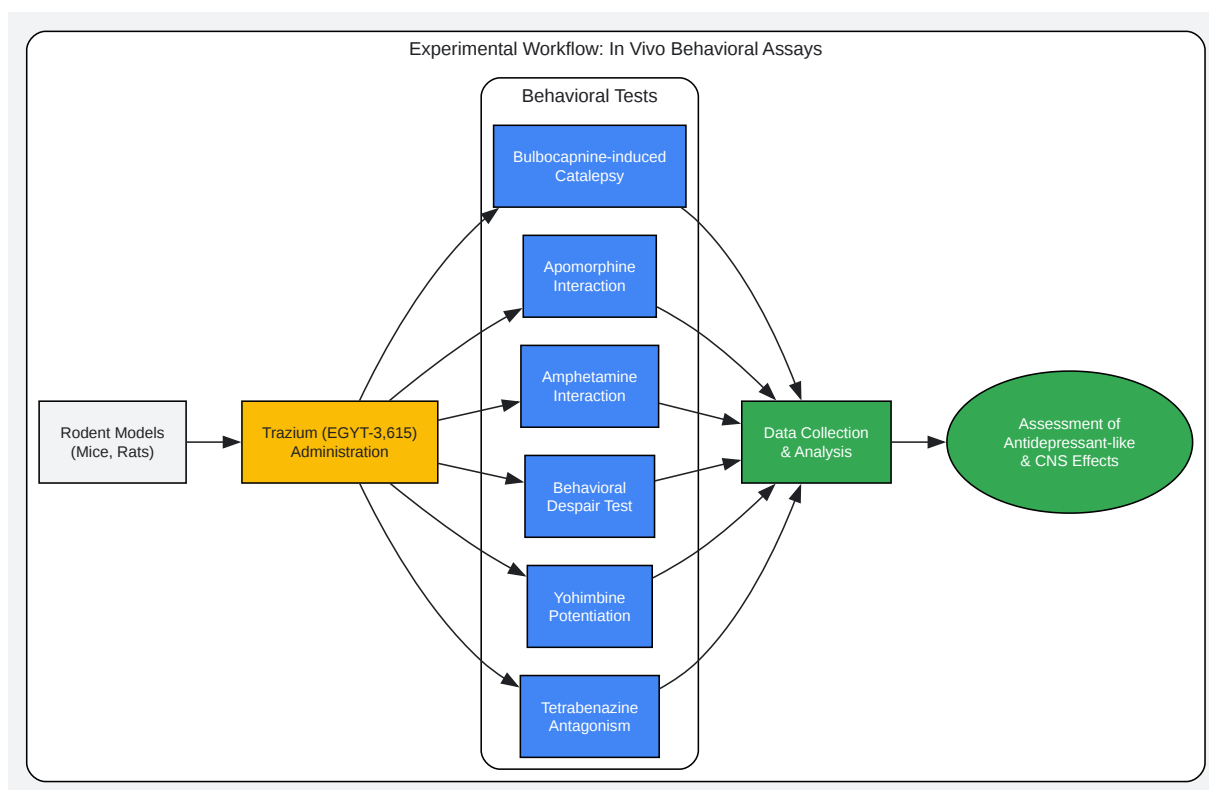 Experimental Workflow: In Vivo Behavioral Assays
Behavioral Tests
Bulbocapnine-induced
Catalepsy
Apomorphine
Interaction
Amphetamine
Interaction
Rodent Models
(Mice, Rats)
Trazium (EGYT-3,615)
Administration
Data Collection
& Analysis
Assessment of
Antidepressant-like
& CNS Effects
Behavioral
Despair Test
Yohimbine
Potentiation
Tetrabenazine
Antagonism